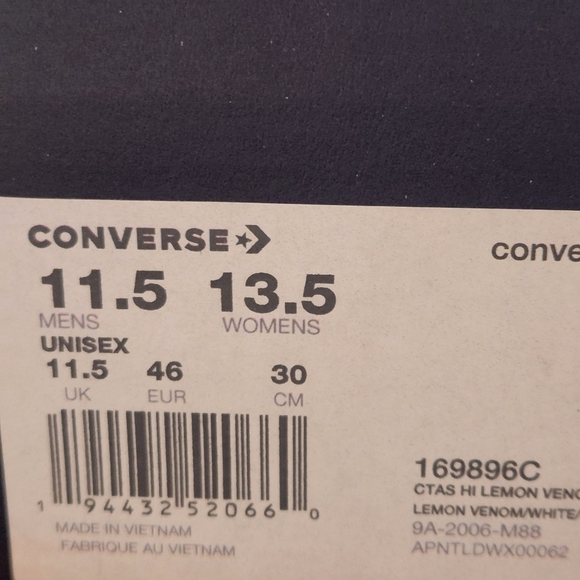 CONVERSE
conve
11.5 13.5
MENS WOMENS
UNISEX
11.5 46 30
UK EUR CM
1 94432 52066 0
MADE IN VIETNAM
FABRIQUE AU VIETNAM
169896C
CTAS HI LEMON VENO
LEMON VENOM/WHITE/
9A-2006-M88
APNTLDWX00062